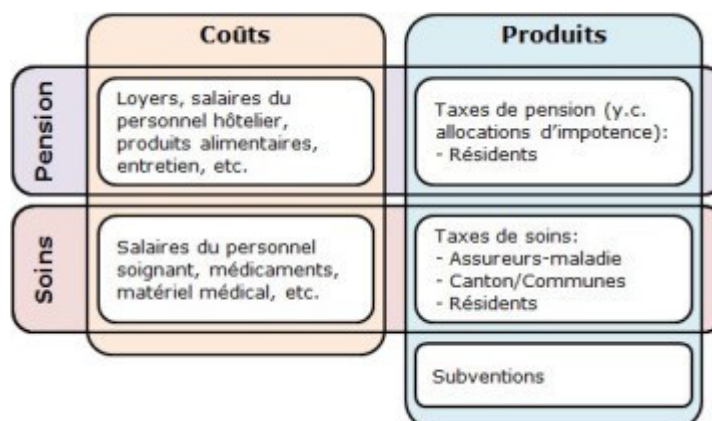 Coûts
Produits
Pension
Loyers, salaires du
personnel hôtelier,
produits alimentaires,
entretien, etc.
Taxes de pension (y.c.
allocations d'impotence):
- Résidents
Soins
Salaires du personnel
soignant, médicaments,
matériel médical, etc.
Taxes de soins:
- Assureurs-maladie
- Canton/Communes
- Résidents
Subventions